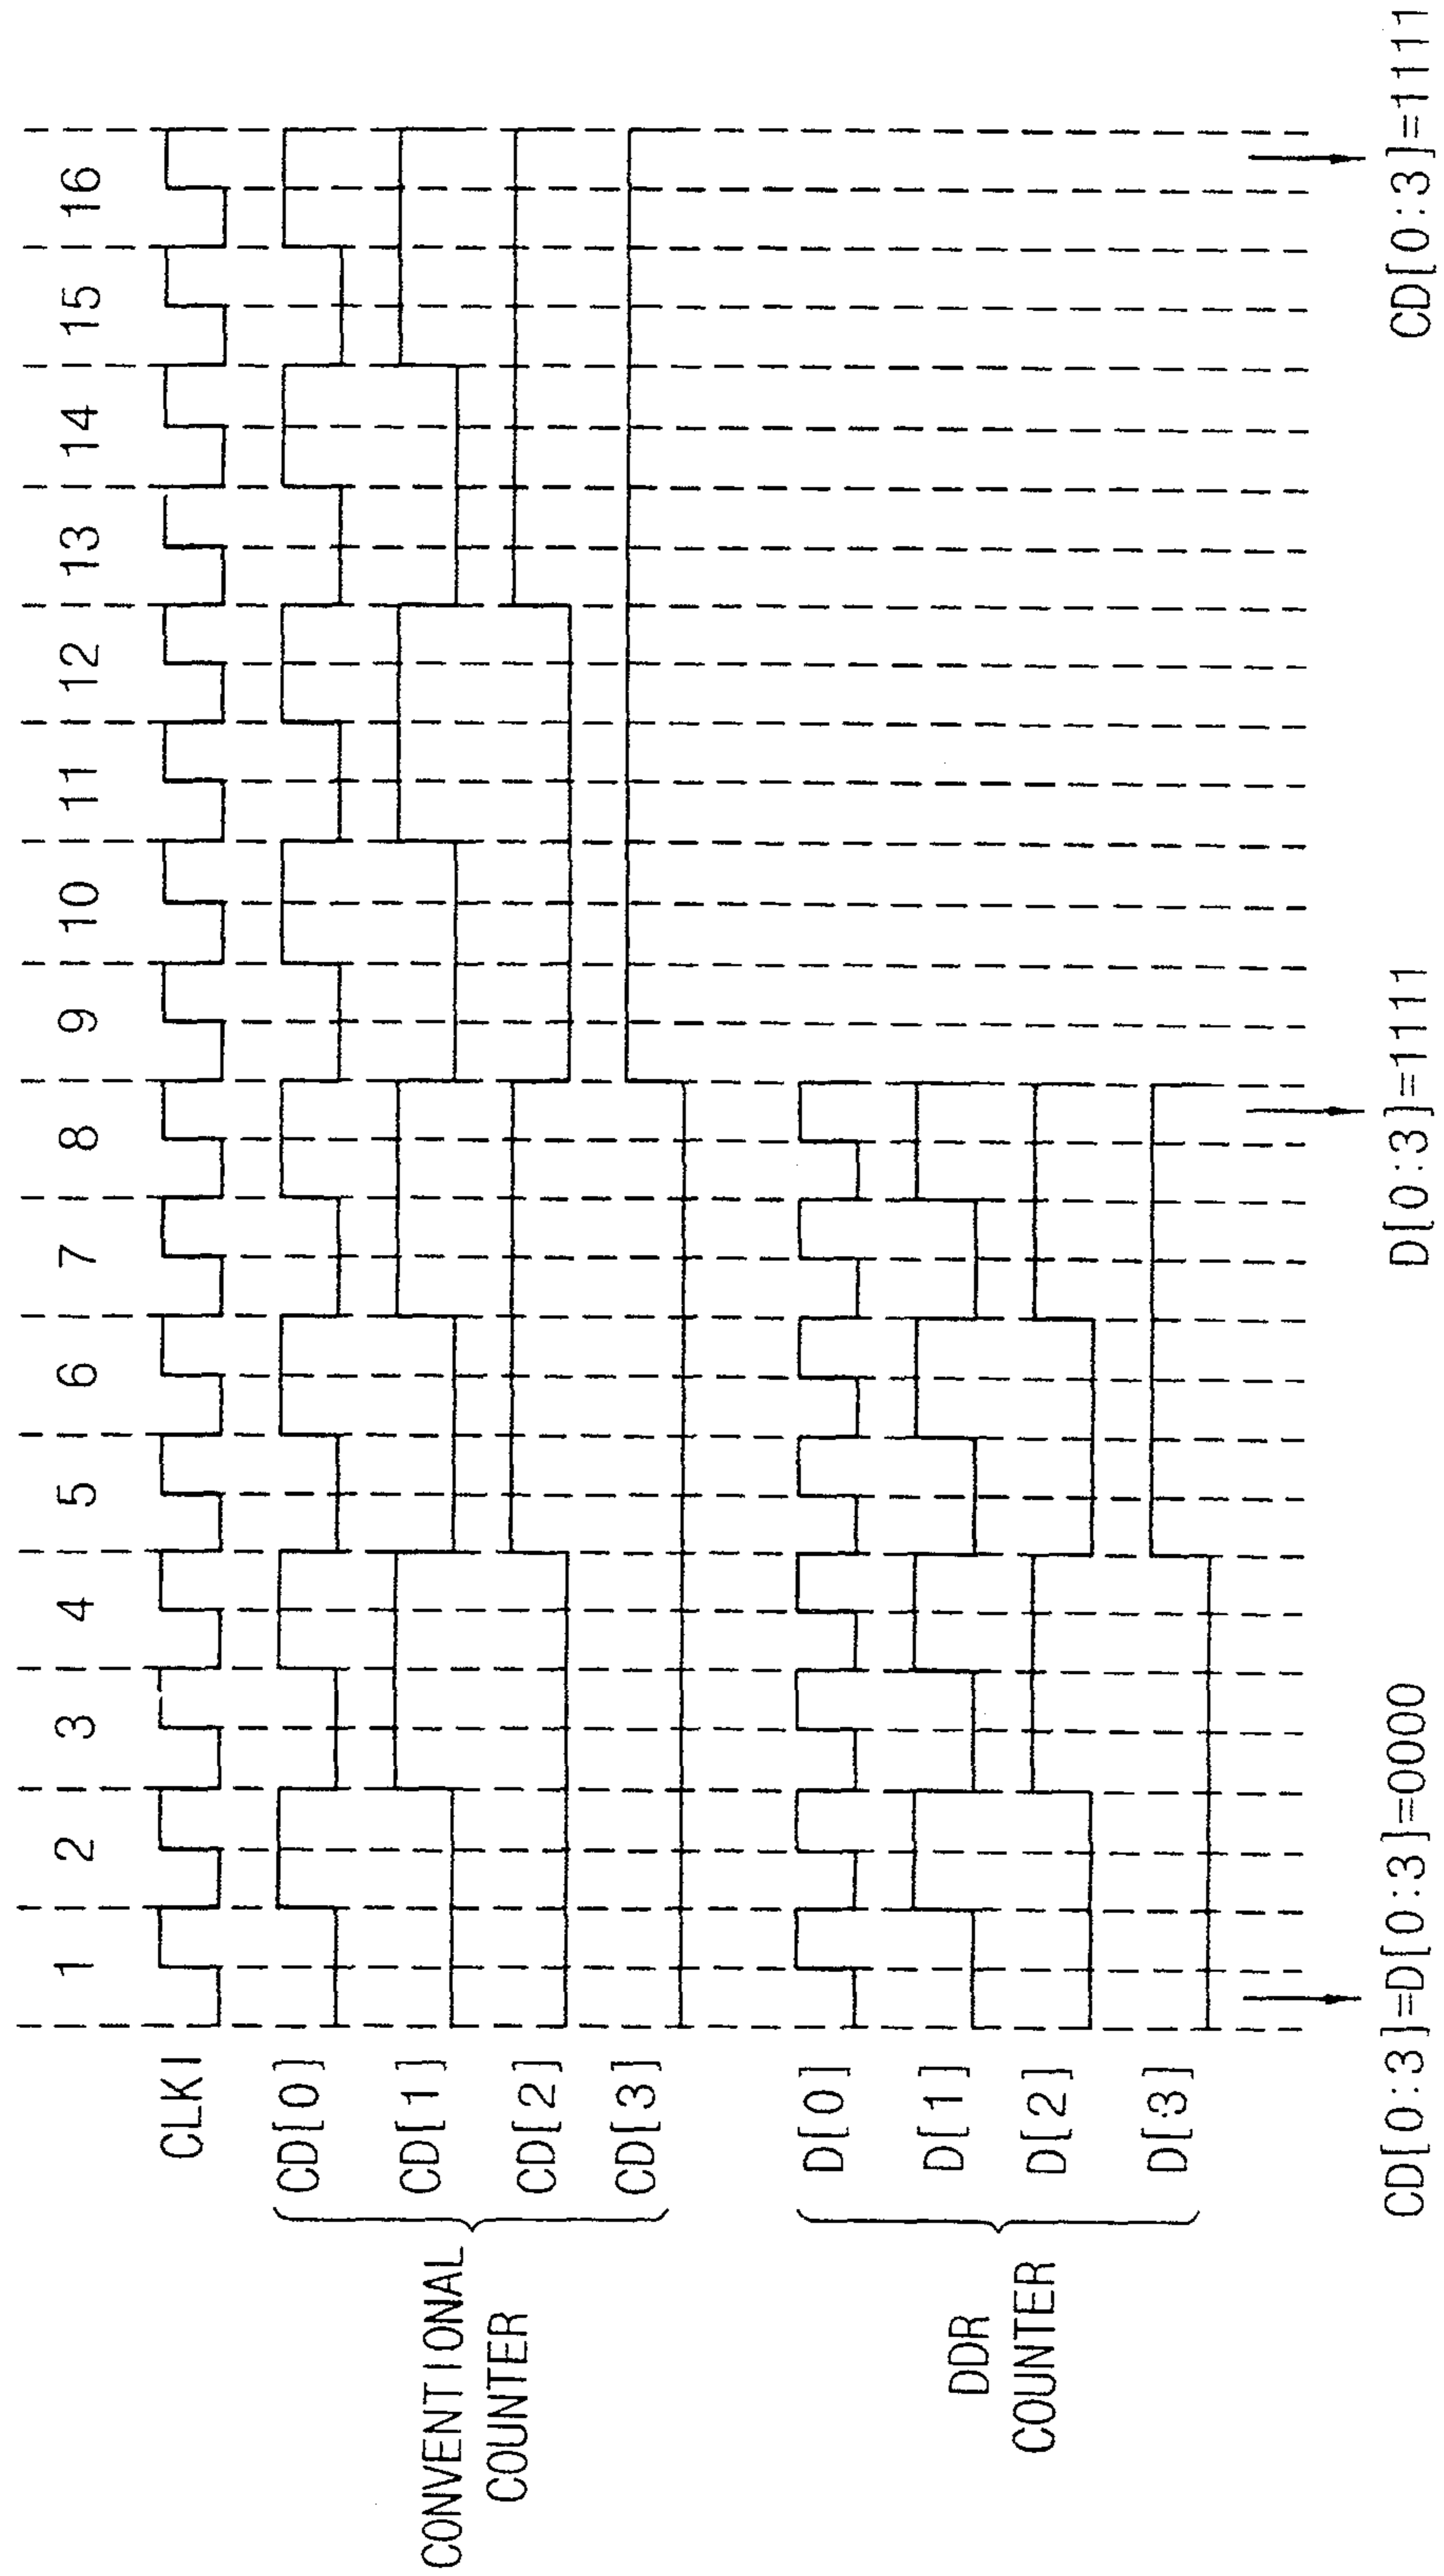 1 2 3 4 5 6 7 8 9 10 11 12 13 14 15 16
CLKI
CONVENTIONAL
COUNTER
CD[0]
CD[1]
CD[2]
CD[3]
DDR
COUNTER
D[0]
D[1]
D[2]
D[3]
CD[0:3]=D[0:3]=0000
D[0:3]=1111
CD[0:3]=1111